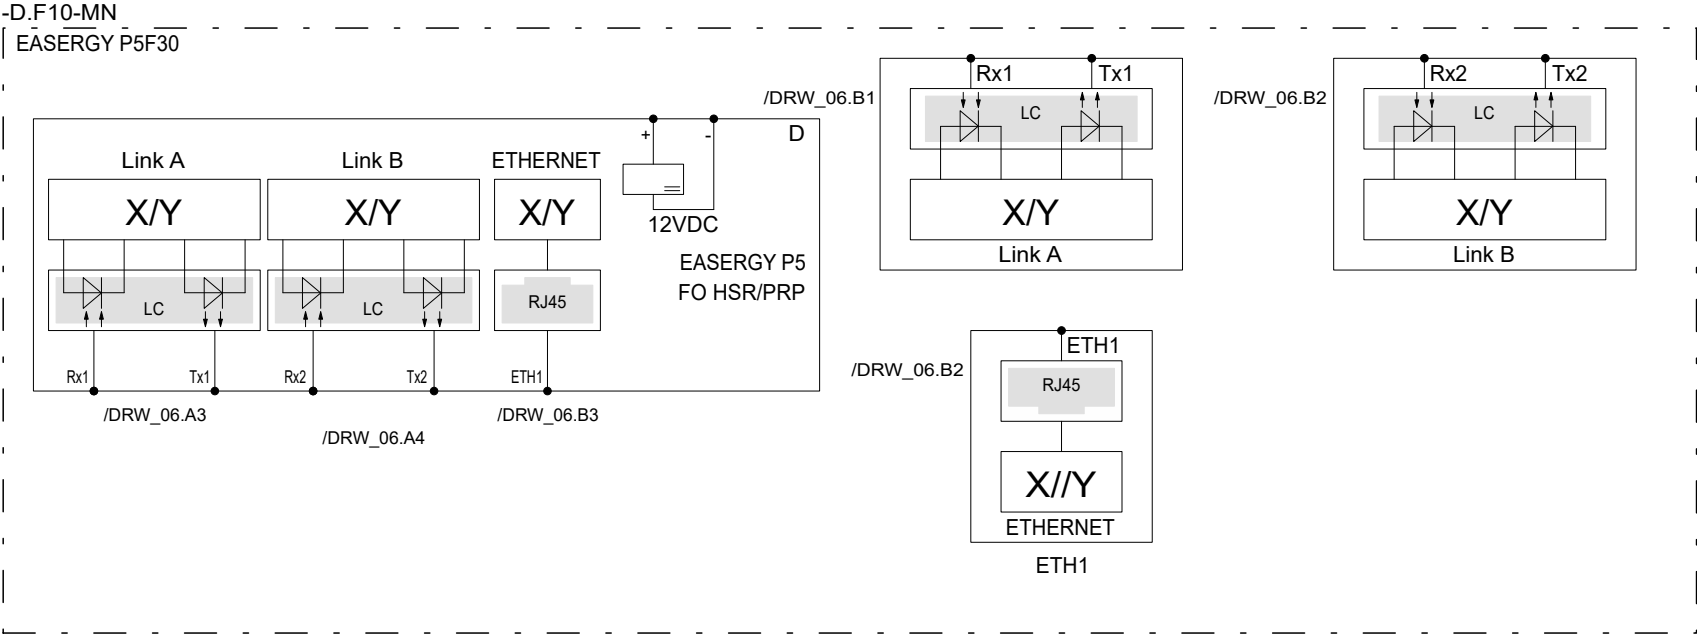 -D.F10-MN
EASERGY P5F30
D
+ -
12VDC
EASERGY P5
FO HSR/PRP
Link A
X/Y
LC
Rx1 Tx1
/DRW_06.A3
Link B
X/Y
LC
Rx2 Tx2
/DRW_06.A4
ETHERNET
X/Y
RJ45
ETH1
/DRW_06.B3
/DRW_06.B1
Rx1 Tx1
LC
X/Y
Link A
/DRW_06.B2
Rx2 Tx2
LC
X/Y
Link B
/DRW_06.B2
ETH1
RJ45
X//Y
ETHERNET
ETH1